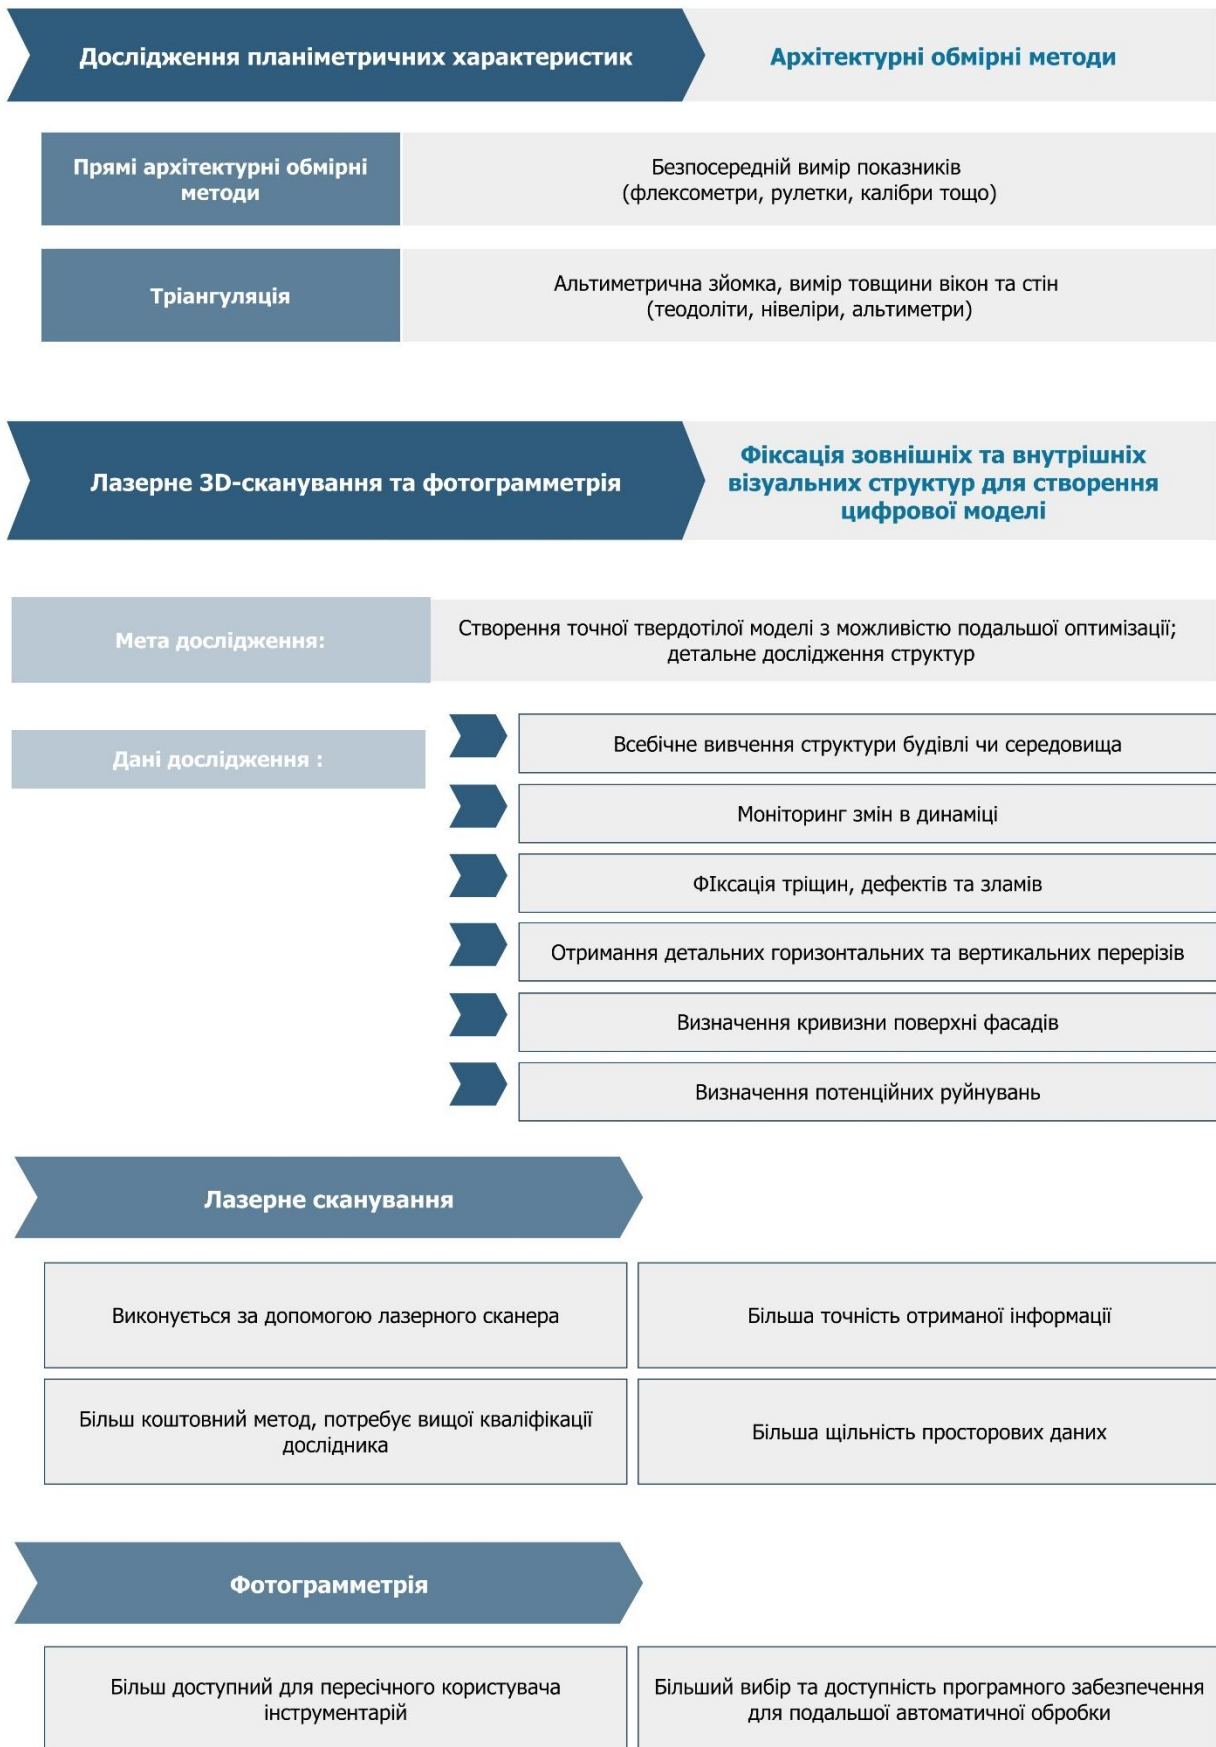 Дослідження планіметричних характеристик
Архітектурні обмірні методи
Прямі архітектурні обмірні
методи
Безпосередній вимір показників
(флексометри, рулетки, калібри тощо)
Тріангуляція
Альтиметрична зйомка, вимір товщини вікон та стін
(теодоліти, нівеліри, альтиметри)
Лазерне 3D-сканування та фотограмметрія
Фіксація зовнішніх та внутрішніх
візуальних структур для створення
цифрової моделі
Мета дослідження:
Створення точної твердотілої моделі з можливістю подальшої оптимізації;
детальне дослідження структур
Дані дослідження :
Всебічне вивчення структури будівлі чи середовища
Моніторинг змін в динаміці
ФІксація тріщин, дефектів та зламів
Отримання детальних горизонтальних та вертикальних перерізів
Визначення кривизни поверхні фасадів
Визначення потенційних руйнувань
Лазерне сканування
Виконується за допомогою лазерного сканера
Більша точність отриманої інформації
Більш коштовний метод, потребує вищої кваліфікації
дослідника
Більша щільність просторових даних
Фотограмметрія
Більш доступний для пересічного користувача
інструментарій
Більший вибір та доступність програмного забезпечення
для подальшої автоматичної обробки